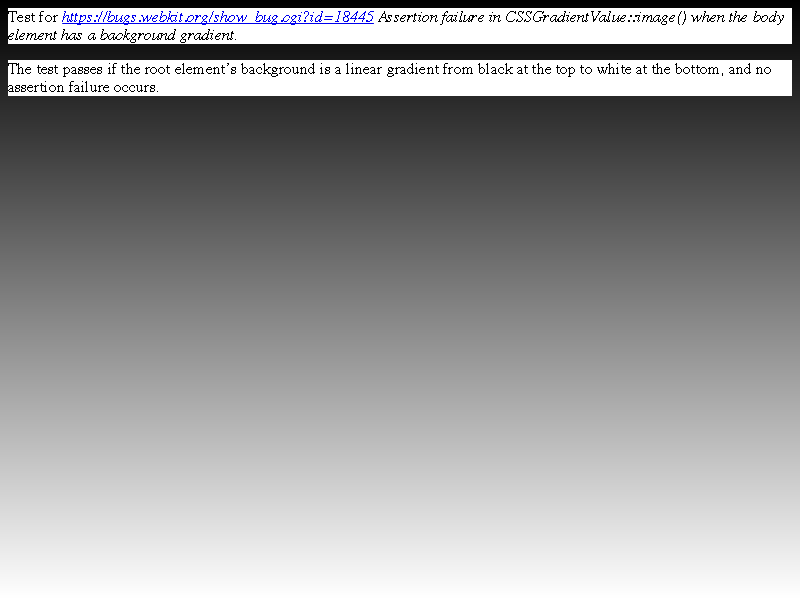 Test for https://bugs.webkit.org/show_bug.cgi?id=18445 Assertion failure in CSSGradientValue::image() when the body
element has a background gradient.
The test passes if the root element's background is a linear gradient from black at the top to white at the bottom, and no
assertion failure occurs.